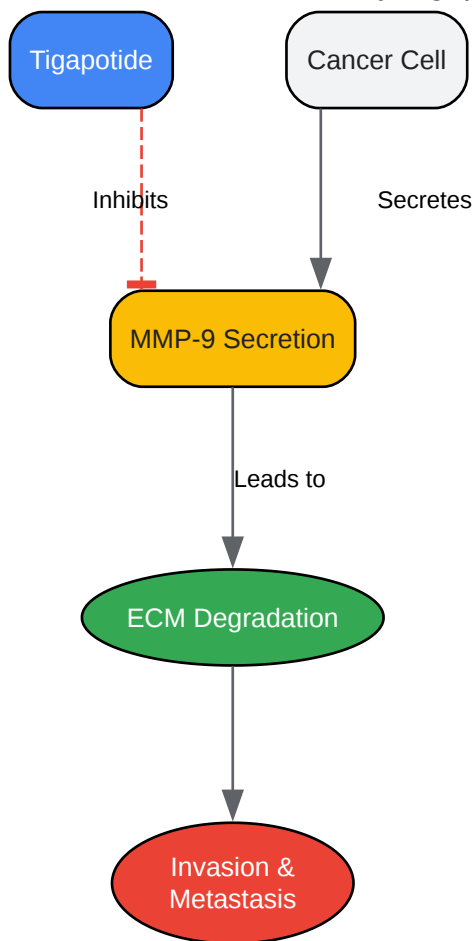 Tigapotide
Cancer Cell
Inhibits
Secretes
MMP-9 Secretion
Leads to
ECM Degradation
Invasion &
Metastasis